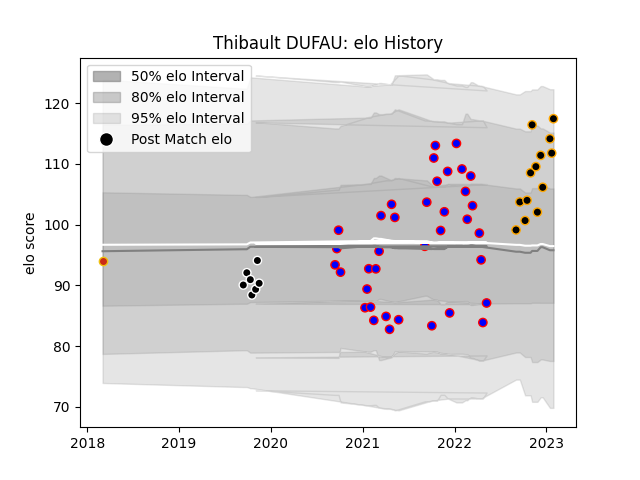 Thibault DUFAU: elo History
50% elo Interval
80% elo Interval
95% elo Interval
Post Match elo
elo score
120
110
100
90
80
70
2018 2019 2020 2021 2022 2023